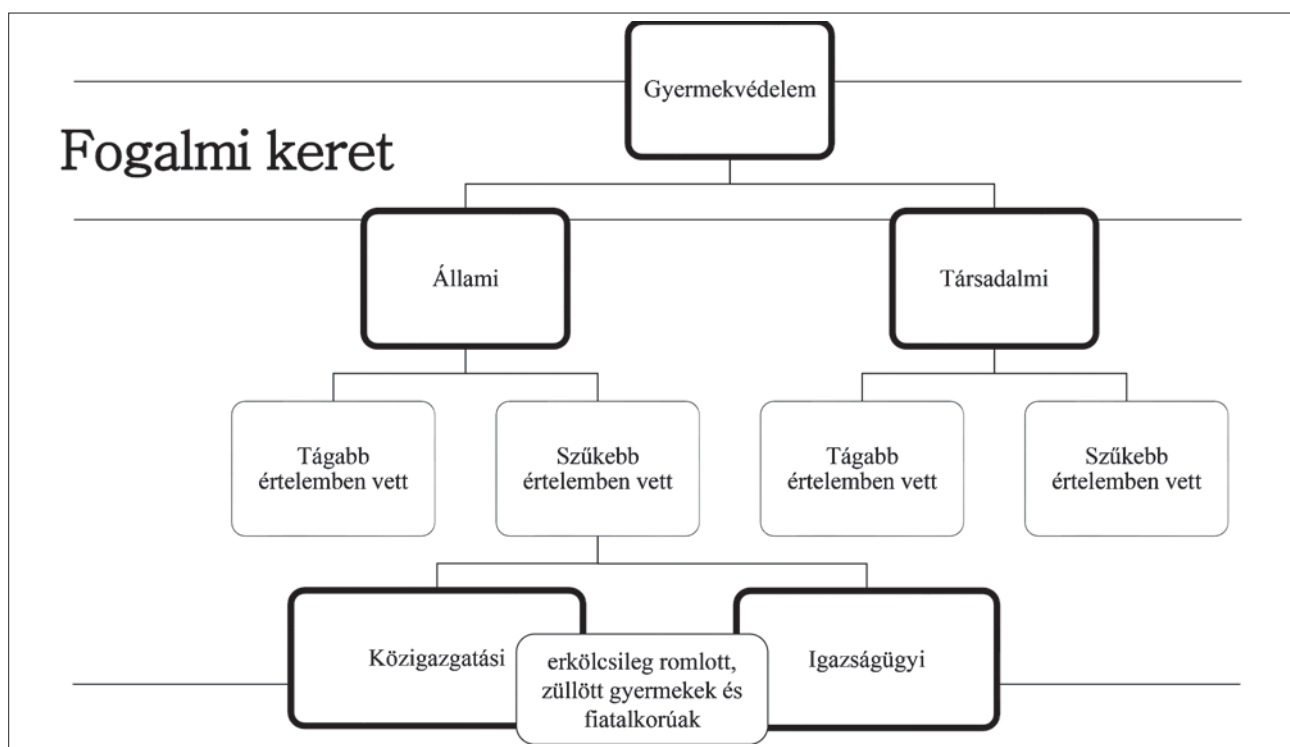 Gyermekvédelem
Fogalmi keret
Állami
Társadalmi
Tágabb
értelemben vett
Szűkebb
értelemben vett
Tágabb
értelemben vett
Szűkebb
értelemben vett
Közigazgatási
erkölcsileg romlott,
züllött gyermekek és
fiatalkorúak
Igazságügyi